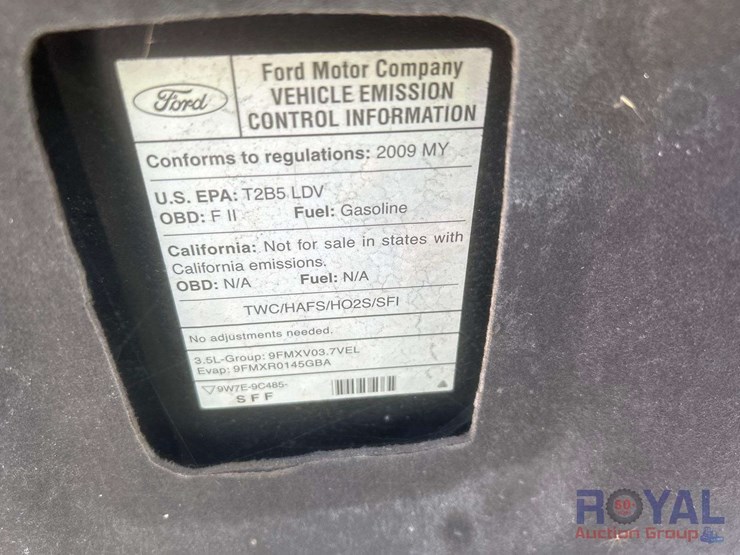 Ford
Ford Motor Company
VEHICLE EMISSION
CONTROL INFORMATION
Conforms to regulations: 2009 MY
U.S. EPA: T2B5 LDV
OBD: F II Fuel: Gasoline
California: Not for sale in states with
California emissions.
OBD: N/A Fuel: N/A
TWC/HAFS/HO2S/SFI
No adjustments needed.
3.5L-Group: 9FMXV03.7VEL
Evap: 9FMXR0145GBA
9W7E-9C485-
SFF
ROYAL
Auction Group